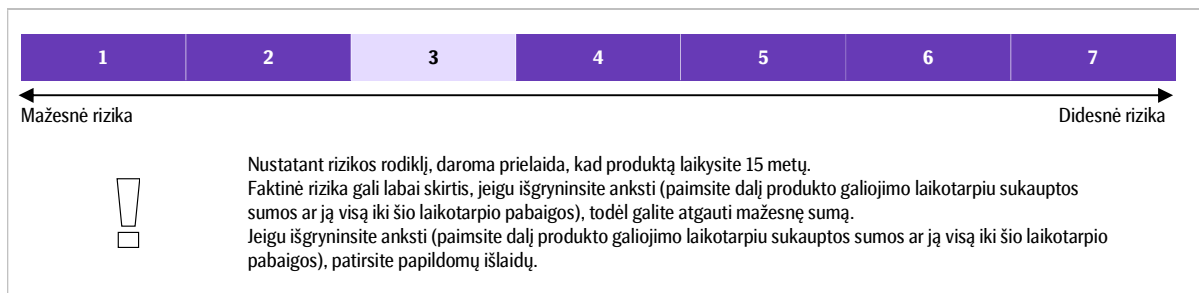 1 2 3 4 5 6 7
Mažesnė rizika Didesnė rizika
Nustatant rizikos rodiklį, daroma prielaida, kad produktą laikysite 15 metų.
Faktinė rizika gali labai skirtis, jeigu išgryninsite anksti (paimsite dalį produkto galiojimo laikotarpiu sukauptos
sumos ar ją visą iki šio laikotarpio pabaigos), todėl galite atgauti mažesnę sumą.
Jeigu išgryninsite anksti (paimsite dalį produkto galiojimo laikotarpiu sukauptos sumos ar ją visą iki šio laikotarpio
pabaigos), patirsite papildomų išlaidų.